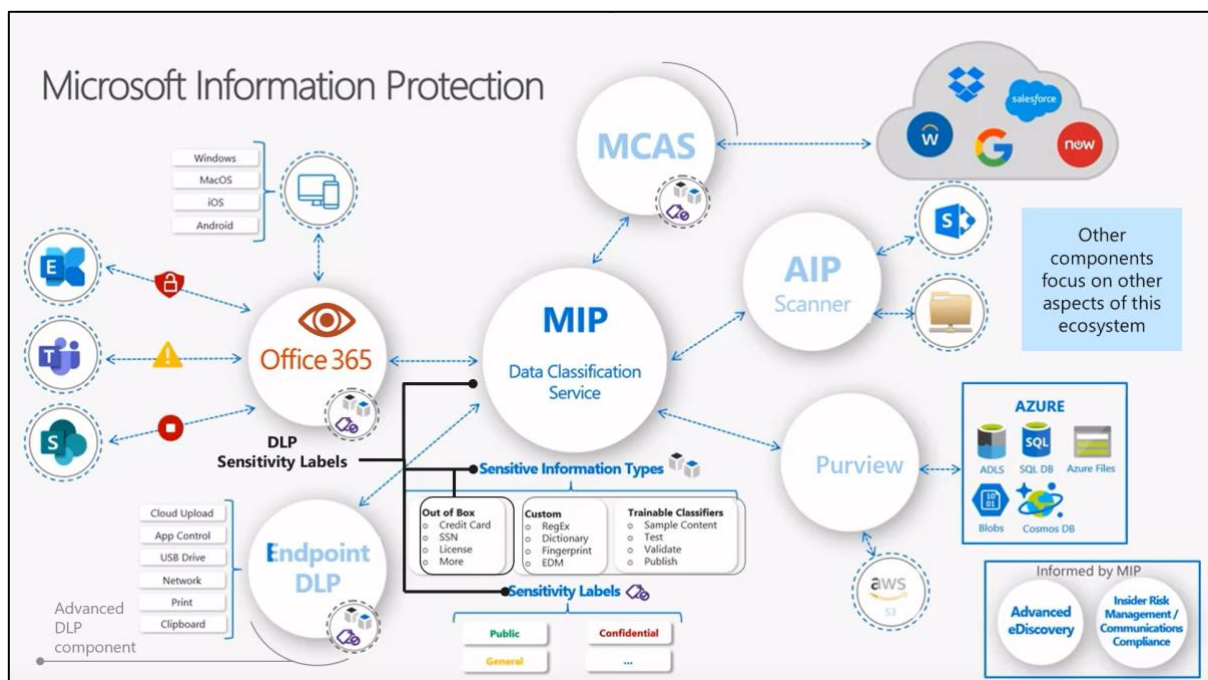 Microsoft Information Protection
Windows
MacOS
iOS
Android
E
T
S
Office 365
DLP
Sensitivity Labels
Cloud Upload
App Control
USB Drive
Network
Print
Clipboard
Endpoint
DLP
Advanced
DLP
component
MCAS
MIP
Data Classification
Service
Sensitive Information Types
Out of Box
Credit Card
SSN
License
More
Custom
RegEx
Dictionary
Fingerprint
EDM
Trainable Classifiers
Sample Content
Test
Validate
Publish
Sensitivity Labels
Public
Confidential
General
...
salesforce
W
G
now
AIP
Scanner
S
Other
components
focus on other
aspects of this
ecosystem
Purview
AZURE
SQL
ADLS
SQL DB
Azure Files
10
01
Blobs
Cosmos DB
aws
S3
Informed by MIP
Advanced
eDiscovery
Insider Risk
Management /
Communications
Compliance